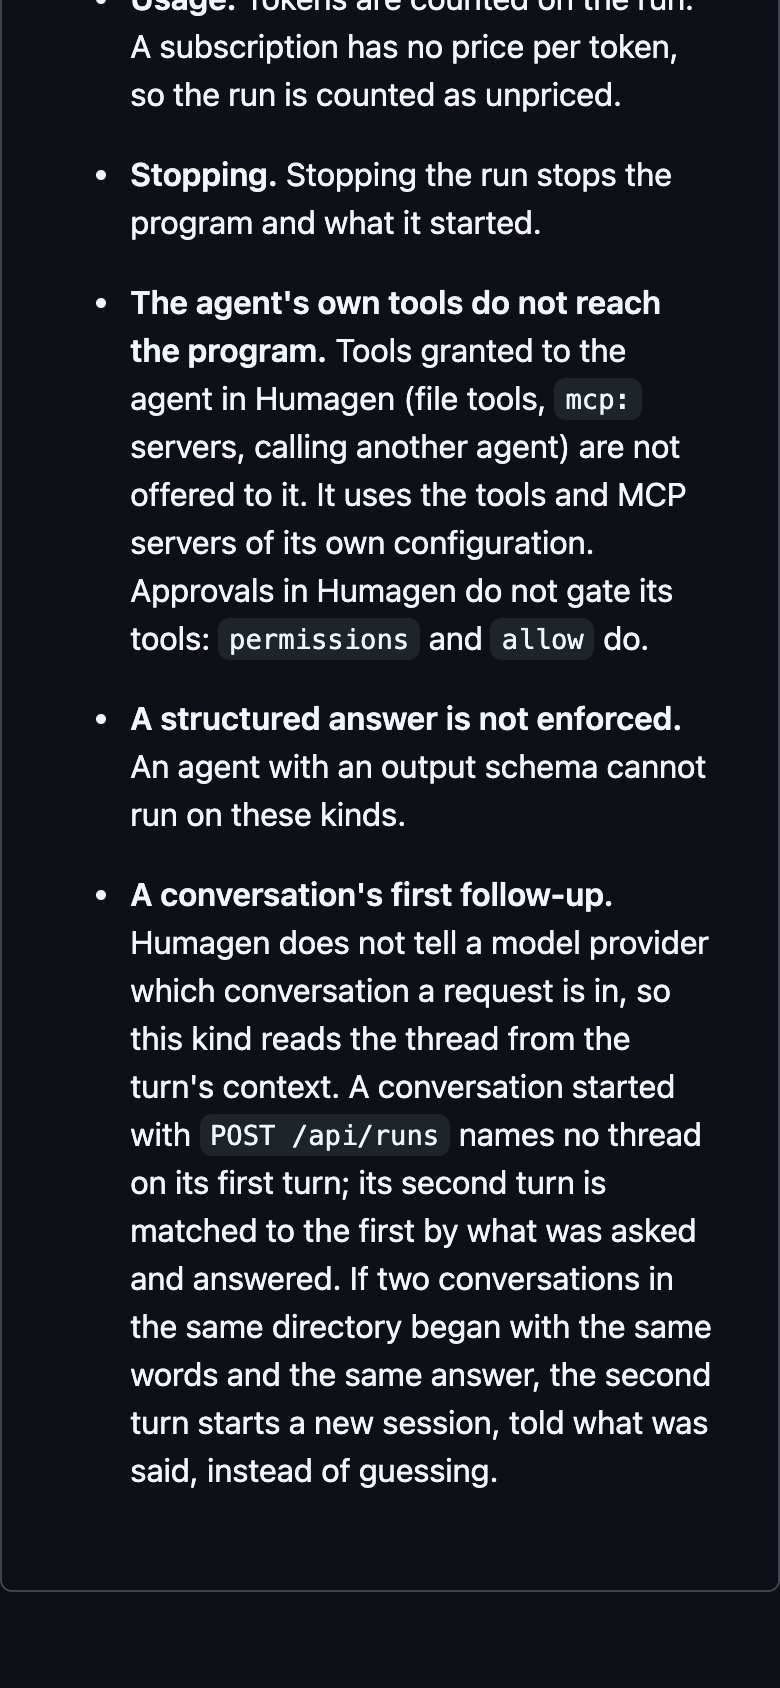 Usage. Tokens are counted on the run.
A subscription has no price per token,
so the run is counted as unpriced.
Stopping. Stopping the run stops the
program and what it started.
The agent's own tools do not reach
the program. Tools granted to the
agent in Humagen (file tools, mcp:
servers, calling another agent) are not
offered to it. It uses the tools and MCP
servers of its own configuration.
Approvals in Humagen do not gate its
tools: permissions and allow do.
A structured answer is not enforced.
An agent with an output schema cannot
run on these kinds.
A conversation's first follow-up.
Humagen does not tell a model provider
which conversation a request is in, so
this kind reads the thread from the
turn's context. A conversation started
with POST /api/runs names no thread
on its first turn; its second turn is
matched to the first by what was asked
and answered. If two conversations in
the same directory began with the same
words and the same answer, the second
turn starts a new session, told what was
said, instead of guessing.